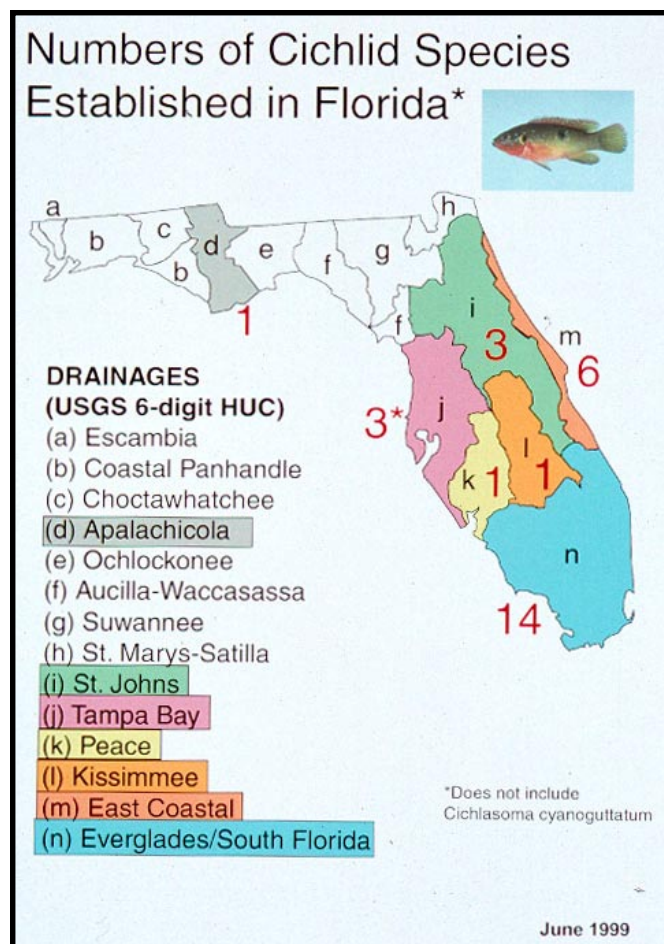 Numbers of Cichlid Species
Established in Florida*
a
b
c
b
d
e
f
g
f
h
i
m
1
3
6
3*
j
k
1
l
1
n
14
DRAINAGES
(USGS 6-digit HUC)
(a) Escambia
(b) Coastal Panhandle
(c) Choctawhatchee
(d) Apalachicola
(e) Ochlockonee
(f) Aucilla-Waccasassa
(g) Suwannee
(h) St. Marys-Satilla
(i) St. Johns
(j) Tampa Bay
(k) Peace
(l) Kissimmee
(m) East Coastal
(n) Everglades/South Florida
*Does not include
Cichlasoma cyanoguttatum
June 1999